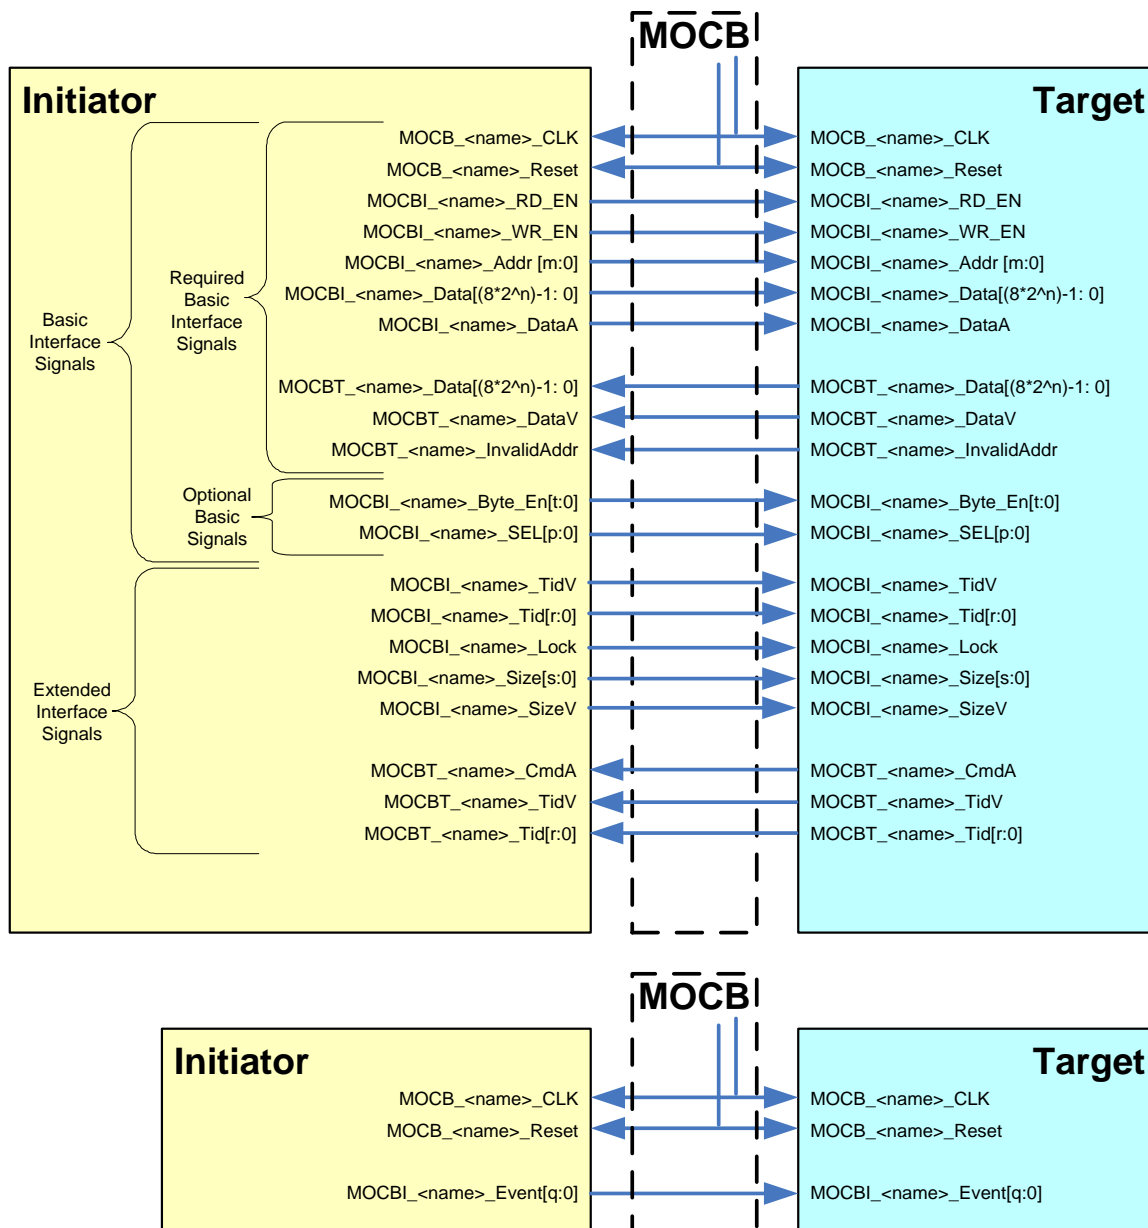 MOCB
Initiator
Target
MOCB_<name>_CLK
MOCB_<name>_CLK
MOCB_<name>_Reset
MOCB_<name>_Reset
MOCBI_<name>_RD_EN
MOCBI_<name>_RD_EN
MOCBI_<name>_WR_EN
MOCBI_<name>_WR_EN
MOCBI_<name>_Addr [m:0]
MOCBI_<name>_Addr [m:0]
MOCBI_<name>_Data[(8*2^n)-1: 0]
MOCBI_<name>_Data[(8*2^n)-1: 0]
MOCBI_<name>_DataA
MOCBI_<name>_DataA
Required
Basic
Interface
Signals
Basic
Interface
Signals
MOCBT_<name>_Data[(8*2^n)-1: 0]
MOCBT_<name>_Data[(8*2^n)-1: 0]
MOCBT_<name>_DataV
MOCBT_<name>_DataV
MOCBT_<name>_InvalidAddr
MOCBT_<name>_InvalidAddr
Optional
Basic
Signals
MOCBI_<name>_Byte_En[t:0]
MOCBI_<name>_Byte_En[t:0]
MOCBI_<name>_SEL[p:0]
MOCBI_<name>_SEL[p:0]
MOCBI_<name>_TidV
MOCBI_<name>_TidV
MOCBI_<name>_Tid[r:0]
MOCBI_<name>_Tid[r:0]
MOCBI_<name>_Lock
MOCBI_<name>_Lock
MOCBI_<name>_Size[s:0]
MOCBI_<name>_Size[s:0]
MOCBI_<name>_SizeV
MOCBI_<name>_SizeV
Extended
Interface
Signals
MOCBT_<name>_CmdA
MOCBT_<name>_CmdA
MOCBT_<name>_TidV
MOCBT_<name>_TidV
MOCBT_<name>_Tid[r:0]
MOCBT_<name>_Tid[r:0]
MOCB
Initiator
Target
MOCB_<name>_CLK
MOCB_<name>_CLK
MOCB_<name>_Reset
MOCB_<name>_Reset
MOCBI_<name>_Event[q:0]
MOCBI_<name>_Event[q:0]